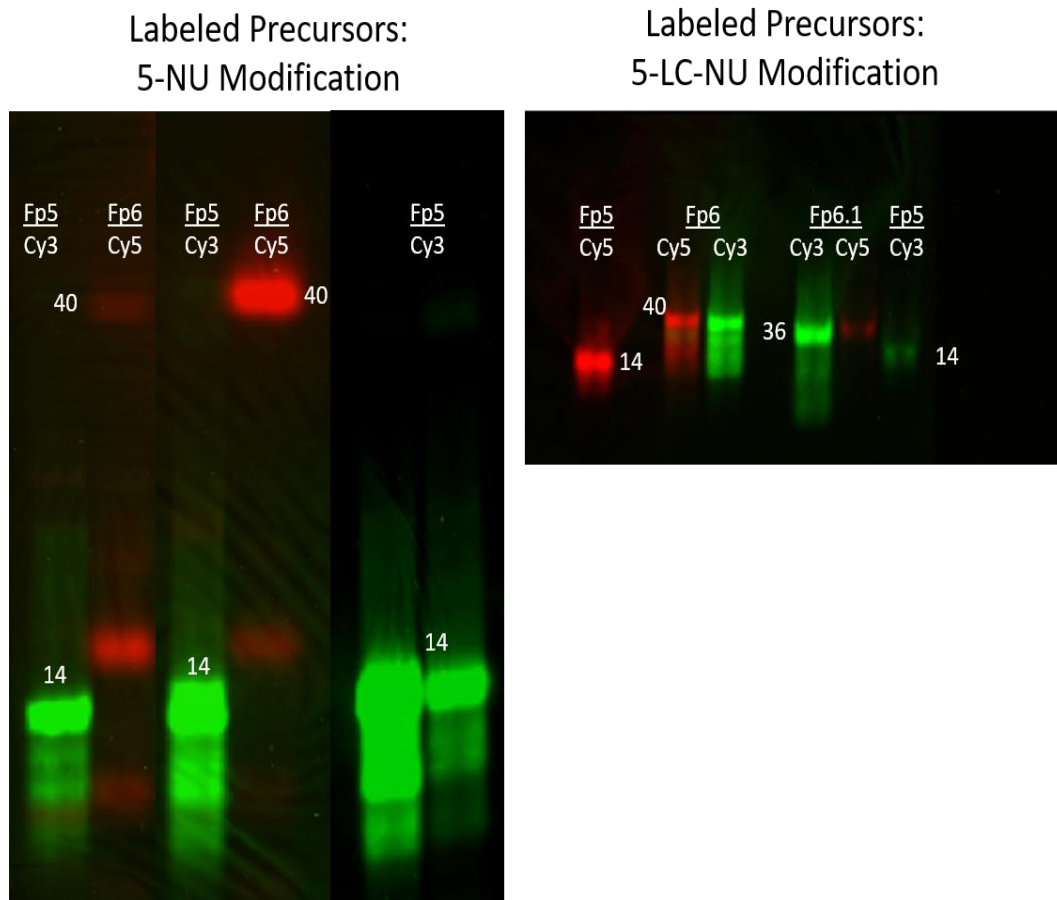 Labeled Precursors:
5-NU Modification
Fp5 Fp6 Fp5 Fp6 Fp5
Cy3 Cy5 Cy3 Cy5 Cy3
40 40
14 14 14
Labeled Precursors:
5-LC-NU Modification
Fp5 Fp6 Fp6.1 Fp5
Cy5 Cy5 Cy3 Cy3 Cy5 Cy3
40
36
14 14